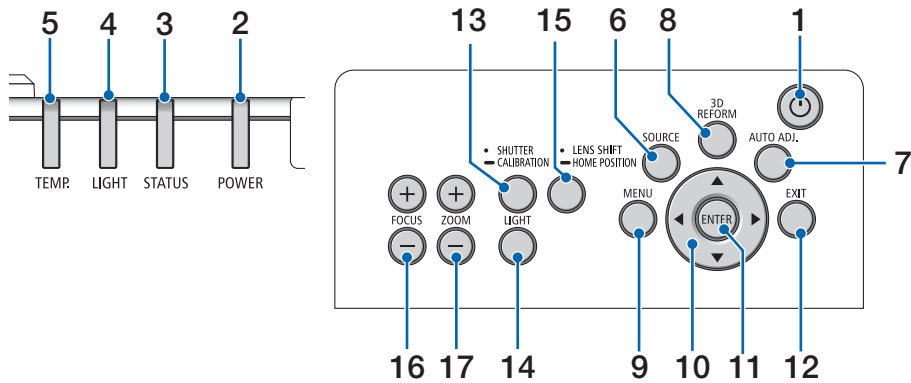 5 4 3 2
13 15 6 8 1
3D
REFORM
• SHUTTER
— CALIBRATION
• LENS SHIFT
— HOME POSITION
SOURCE
AUTO ADJ.
7
TEMP. LIGHT STATUS POWER
+ +
MENU
EXIT
FOCUS ZOOM LIGHT
ENTER
− −
16 17 14 9 10 11 12